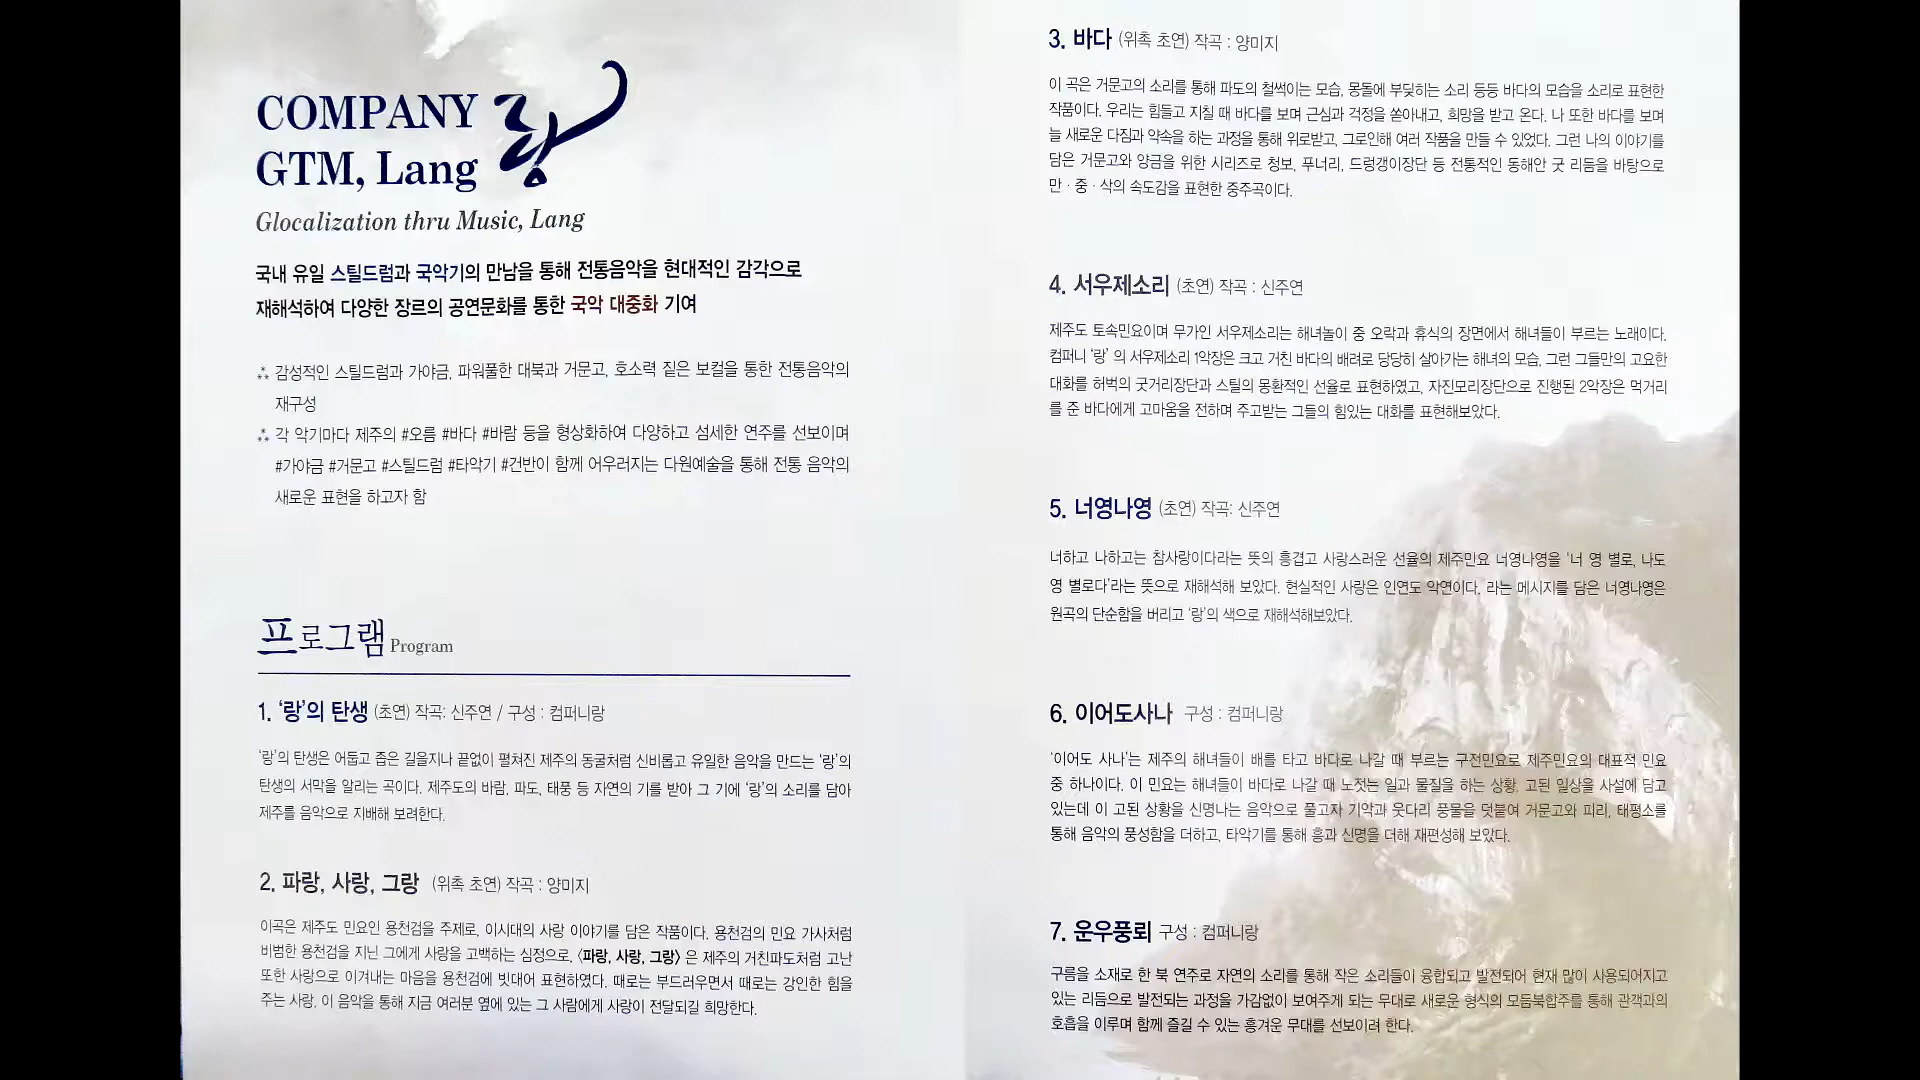 COMPANY
GTM, Lang 랑
Glocalization thru Music, Lang
국내 유일 스틸드럼과 국악기의 만남을 통해 전통음악을 현대적인 감각으로
재해석하여 다양한 장르의 공연문화를 통한 국악 대중화 기여
∴ 감성적인 스틸드럼과 가야금, 파워풀한 대북과 거문고, 호소력 짙은 보컬을 통한 전통음악의
재구성
∴ 각 악기마다 제주의 #오름 #바다 #바람 등을 형상화하여 다양하고 섬세한 연주를 선보이며
#가야금 #거문고 #스틸드럼 #타악기 #건반이 함께 어우러지는 다원예술을 통해 전통 음악의
새로운 표현을 하고자 함
프로그램 Program
1. ‘랑’의 탄생 (초연) 작곡: 신주연 / 구성 : 컴퍼니랑
‘랑’의 탄생은 어둡고 좁은 길을지나 끝없이 펼쳐진 제주의 동굴처럼 신비롭고 유일한 음악을 만드는 ‘랑’의
탄생의 서막을 알리는 곡이다. 제주도의 바람, 파도, 태풍 등 자연의 기를 받아 그 기에 ‘랑’의 소리를 담아
제주를 음악으로 지배해 보려한다.
2. 파랑, 사랑, 그랑 (위촉 초연) 작곡 : 양미지
이곡은 제주도 민요인 용천검을 주제로, 이시대의 사랑 이야기를 담은 작품이다. 용천검의 민요 가사처럼
비범한 용천검을 지닌 그에게 사랑을 고백하는 심정으로, <파랑, 사랑, 그랑> 은 제주의 거친파도처럼 고난
또한 사랑으로 이겨내는 마음을 용천검에 빗대어 표현하였다. 때로는 부드러우면서 때로는 강인한 힘을
주는 사랑. 이 음악을 통해 지금 여러분 옆에 있는 그 사람에게 사랑이 전달되길 희망한다.
3. 바다 (위촉 초연) 작곡 : 양미지
이 곡은 거문고의 소리를 통해 파도의 철썩이는 모습, 몽돌에 부딪히는 소리 등등 바다의 모습을 소리로 표현한
작품이다. 우리는 힘들고 지칠 때 바다를 보며 근심과 걱정을 쏟아내고, 희망을 받고 온다. 나 또한 바다를 보며
늘 새로운 다짐과 약속을 하는 과정을 통해 위로받고, 그로인해 여러 작품을 만들 수 있었다. 그런 나의 이야기를
담은 거문고와 양금을 위한 시리즈로 청보, 푸너리, 드렁갱이장단 등 전통적인 동해안 굿 리듬을 바탕으로
만 · 중 · 삭의 속도감을 표현한 중주곡이다.
4. 서우제소리 (초연) 작곡 : 신주연
제주도 토속민요이며 무가인 서우제소리는 해녀놀이 중 오락과 휴식의 장면에서 해녀들이 부르는 노래이다.
컴퍼니 ‘랑’ 의 서우제소리 1악장은 크고 거친 바다의 배려로 당당히 살아가는 해녀의 모습, 그런 그들만의 고요한
대화를 허벅의 굿거리장단과 스틸의 몽환적인 선율로 표현하였고, 자진모리장단으로 진행된 2악장은 먹거리
를 준 바다에게 고마움을 전하며 주고받는 그들의 힘있는 대화를 표현해보았다.
5. 너영나영 (초연) 작곡: 신주연
너하고 나하고는 참사랑이다라는 뜻의 흥겹고 사랑스러운 선율의 제주민요 너영나영을 ‘너 영 별로, 나도
영 별로다’라는 뜻으로 재해석해 보았다. 현실적인 사랑은 인연도 악연이다.’ 라는 메시지를 담은 너영나영은
원곡의 단순함을 버리고 ‘랑’의 색으로 재해석해보았다.
6. 이어도사나 구성 : 컴퍼니랑
‘이어도 사나’는 제주의 해녀들이 배를 타고 바다로 나갈 때 부르는 구전민요로 제주민요의 대표적 민요
중 하나이다. 이 민요는 해녀들이 바다로 나갈 때 노젓는 일과 물질을 하는 상황, 고된 일상을 사설에 담고
있는데 이 고된 상황을 신명나는 음악으로 풀고자 기악과 웃다리 풍물을 덧붙여 거문고와 피리, 태평소를
통해 음악의 풍성함을 더하고, 타악기를 통해 흥과 신명을 더해 재편성해 보았다.
7. 운우풍뢰 구성 : 컴퍼니랑
구름을 소재로 한 북 연주로 자연의 소리를 통해 작은 소리들이 융합되고 발전되어 현재 많이 사용되어지고
있는 리듬으로 발전되는 과정을 가감없이 보여주게 되는 무대로 새로운 형식의 모듬북합주를 통해 관객과의
호흡을 이루며 함께 즐길 수 있는 흥겨운 무대를 선보이려 한다.